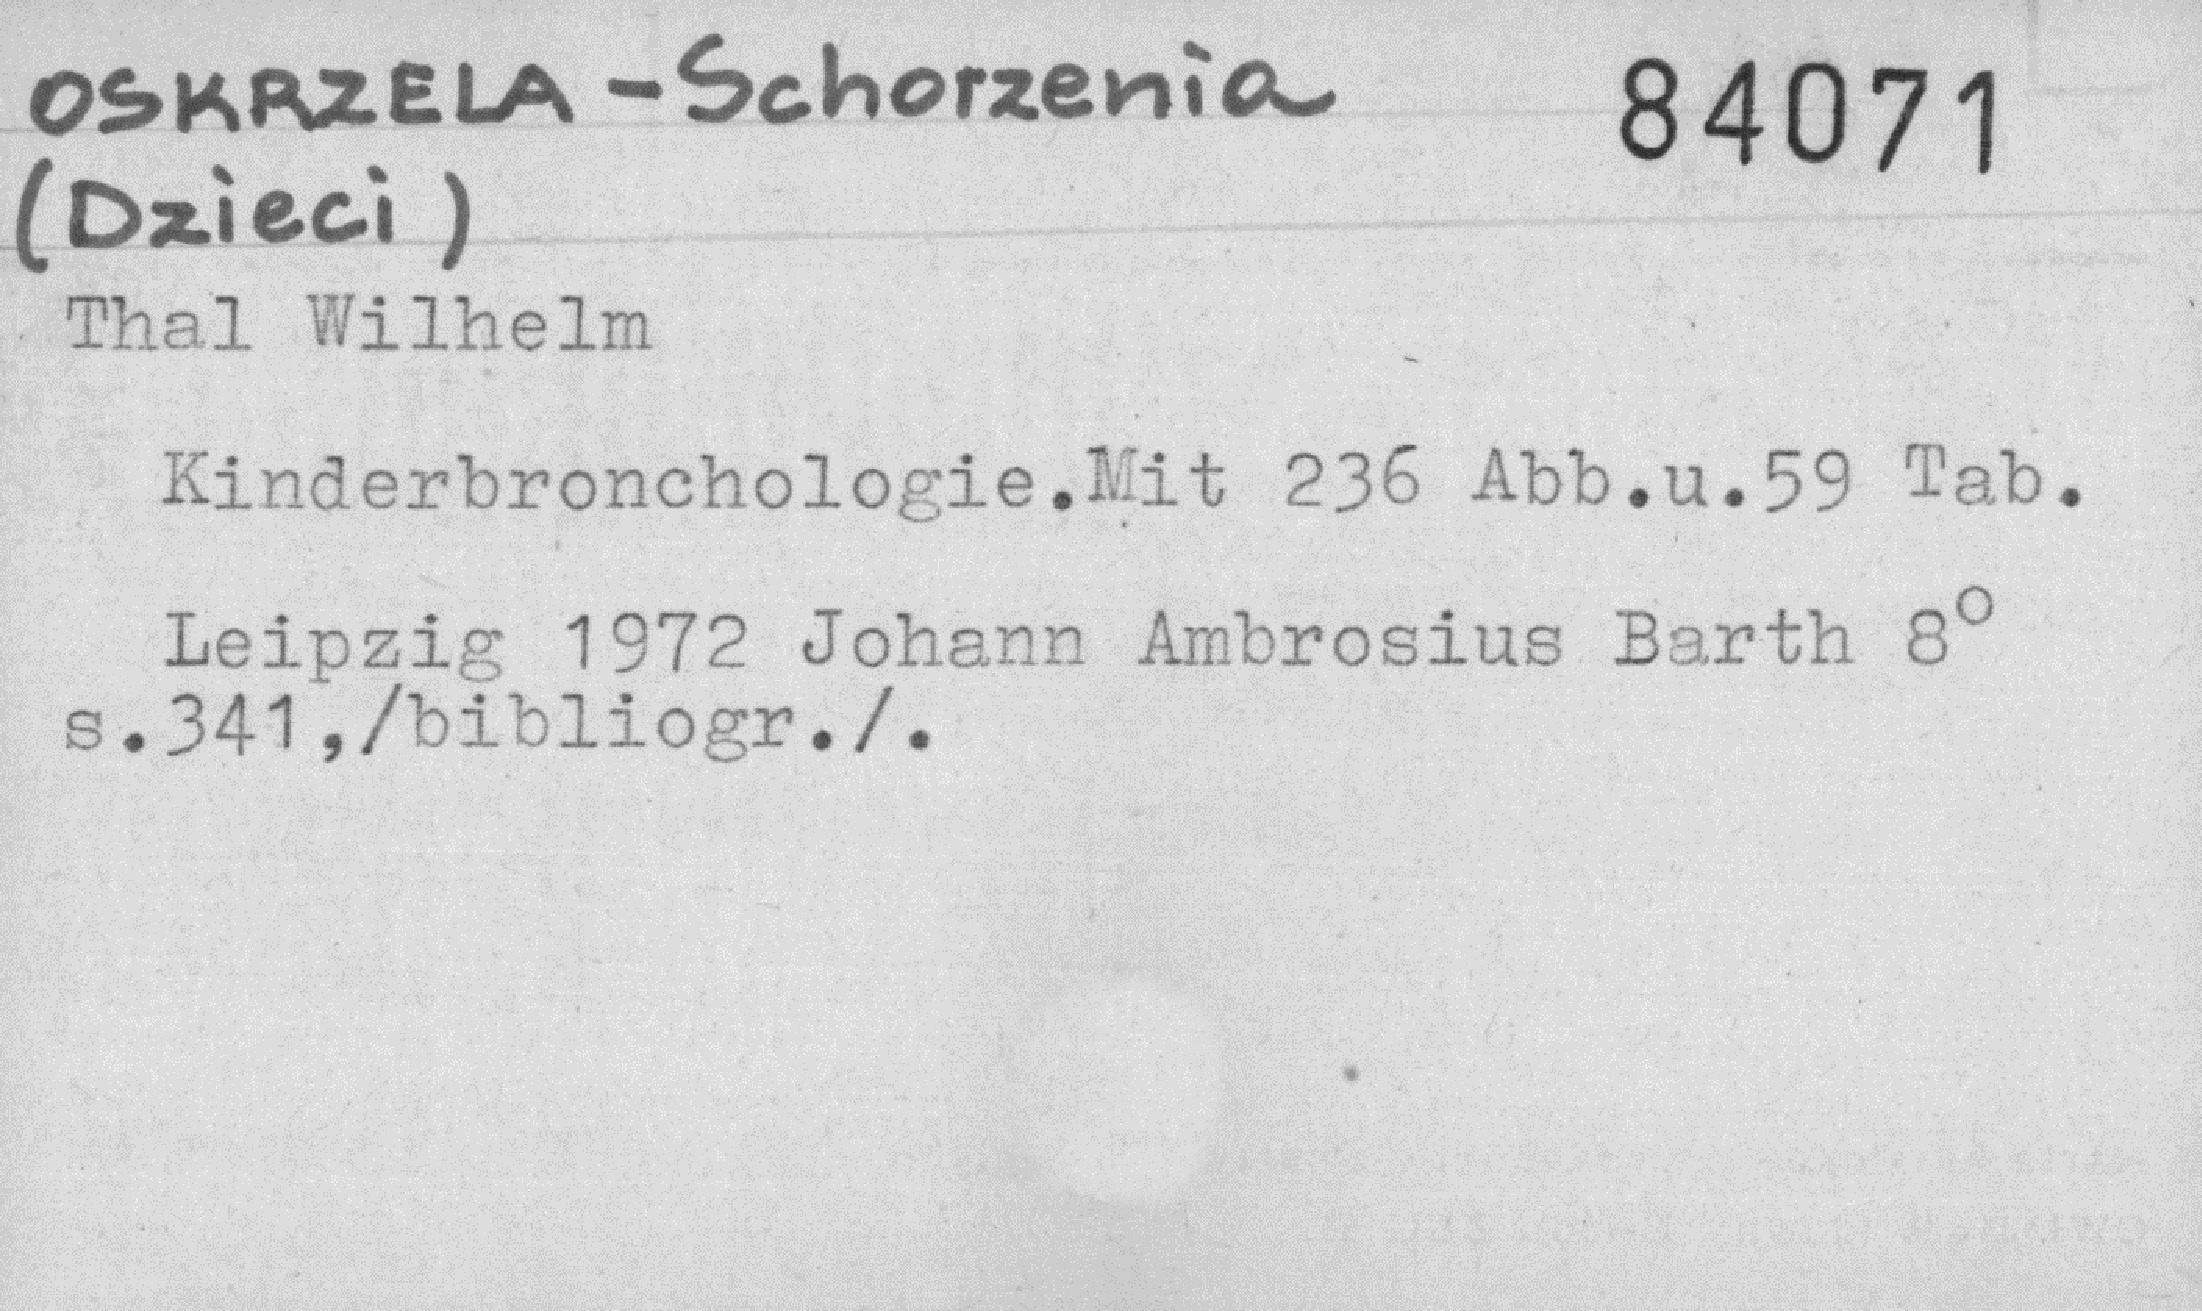 OSKRZELA - Schorzenia 84071
(Dzieci)
Thal Wilhelm
Kinderbronchologie.Mit 236 Abb.u.59 Tab.
Leipzig 1972 Johann Ambrosius Barth 8°
s.341,/bibliogr./.